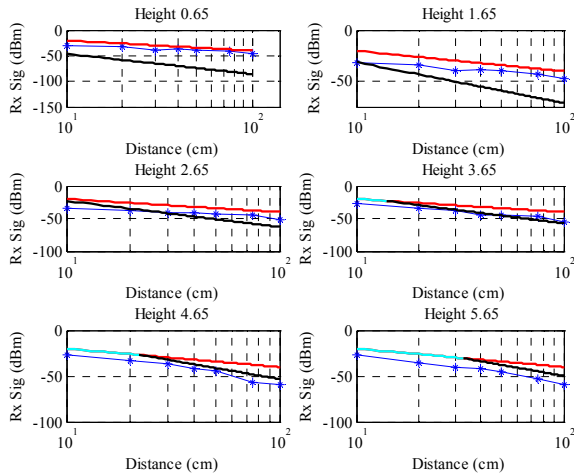 Height 0.65
Height 1.65
Rx Sig (dBm)
0
-50
-100
-150
10^1
10^2
Distance (cm)
Rx Sig (dBm)
0
-50
10^1
10^2
Distance (cm)
Height 2.65
Height 3.65
Rx Sig (dBm)
0
-50
-100
10^1
10^2
Distance (cm)
Rx Sig (dBm)
0
-50
-100
10^1
10^2
Distance (cm)
Height 4.65
Height 5.65
Rx Sig (dBm)
0
-50
-100
10^1
10^2
Distance (cm)
Rx Sig (dBm)
0
-50
-100
10^1
10^2
Distance (cm)